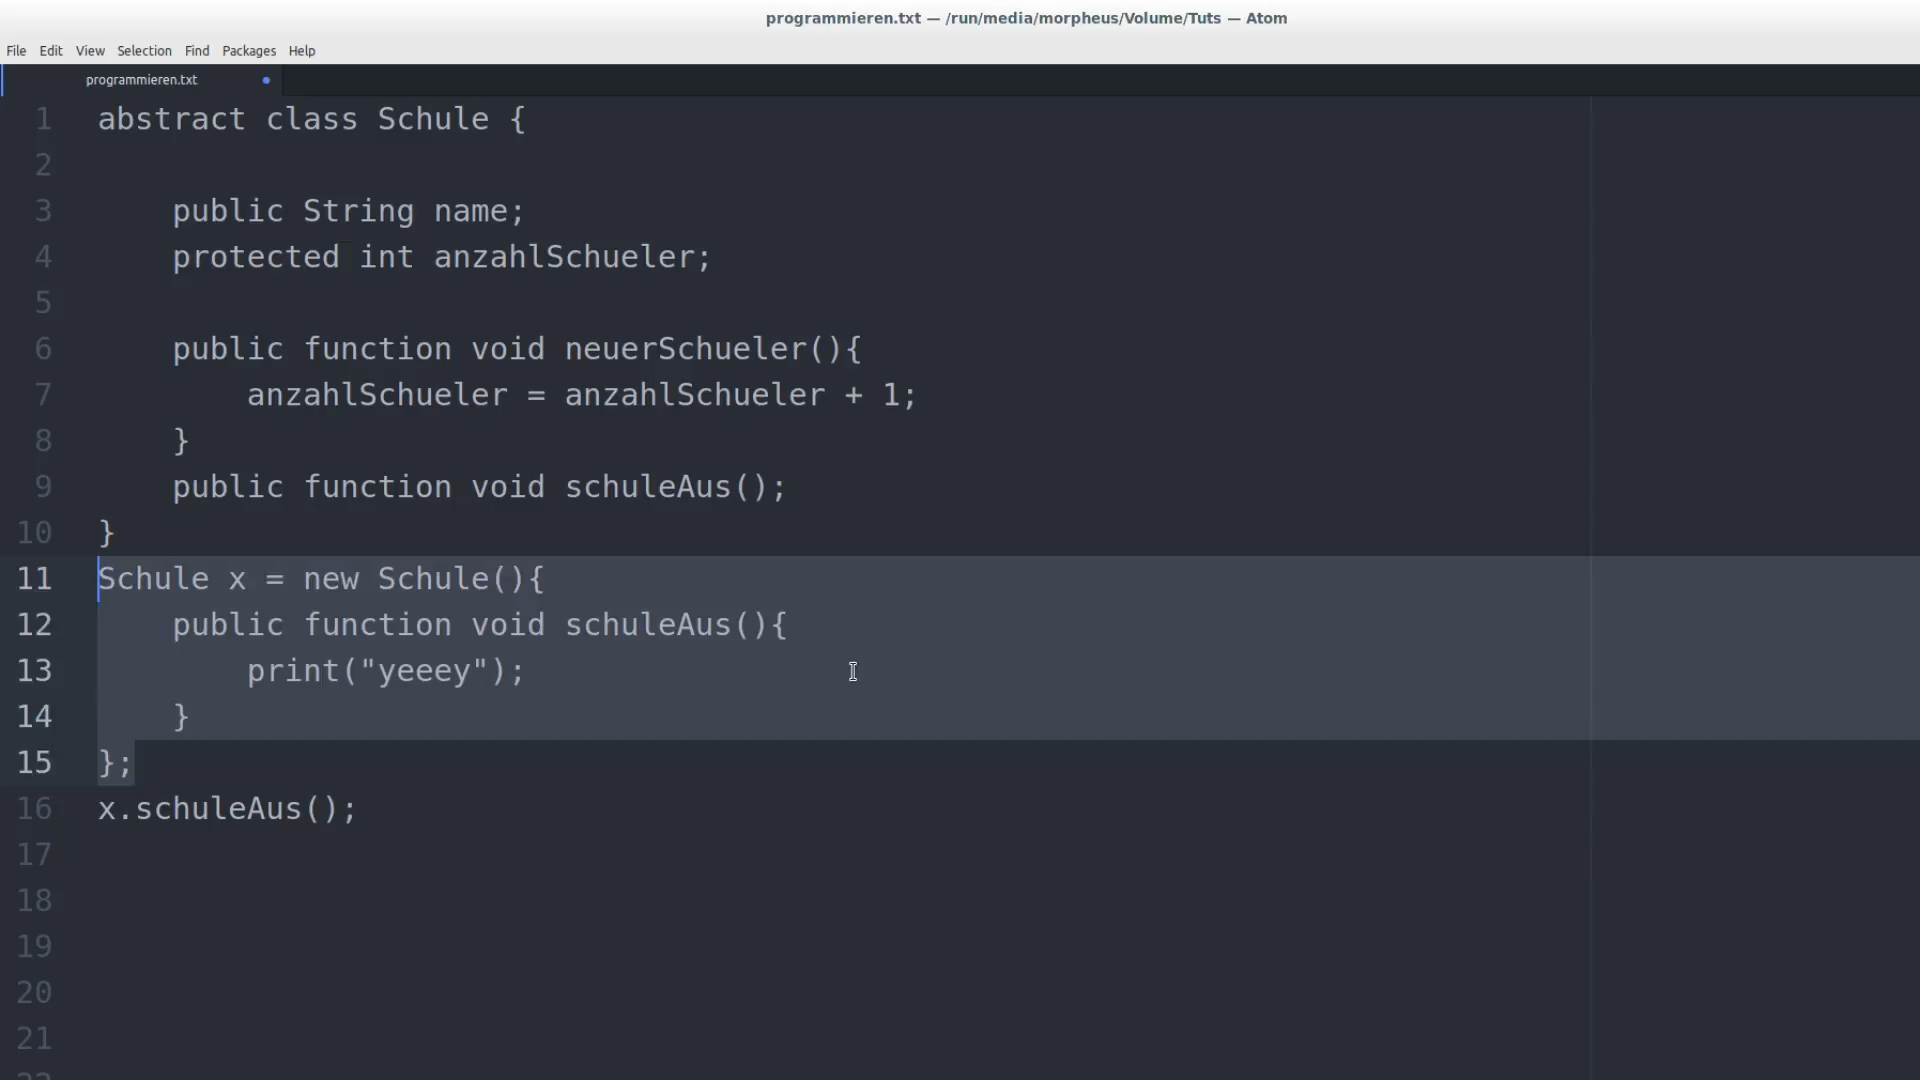 programmieren.txt — /run/media/morpheus/Volume/Tuts — Atom
File Edit View Selection Find Packages Help
programmieren.txt
1 abstract class Schule {
2
3 public String name;
4 protected int anzahlSchueler;
5
6 public function void neuerSchueler(){
7 anzahlSchueler = anzahlSchueler + 1;
8 }
9 public function void schuleAus();
10 }
11 Schule x = new Schule(){
12 public function void schuleAus(){
13 print("yeeey");
14 }
15 };
16 x.schuleAus();
17
18
19
20
21